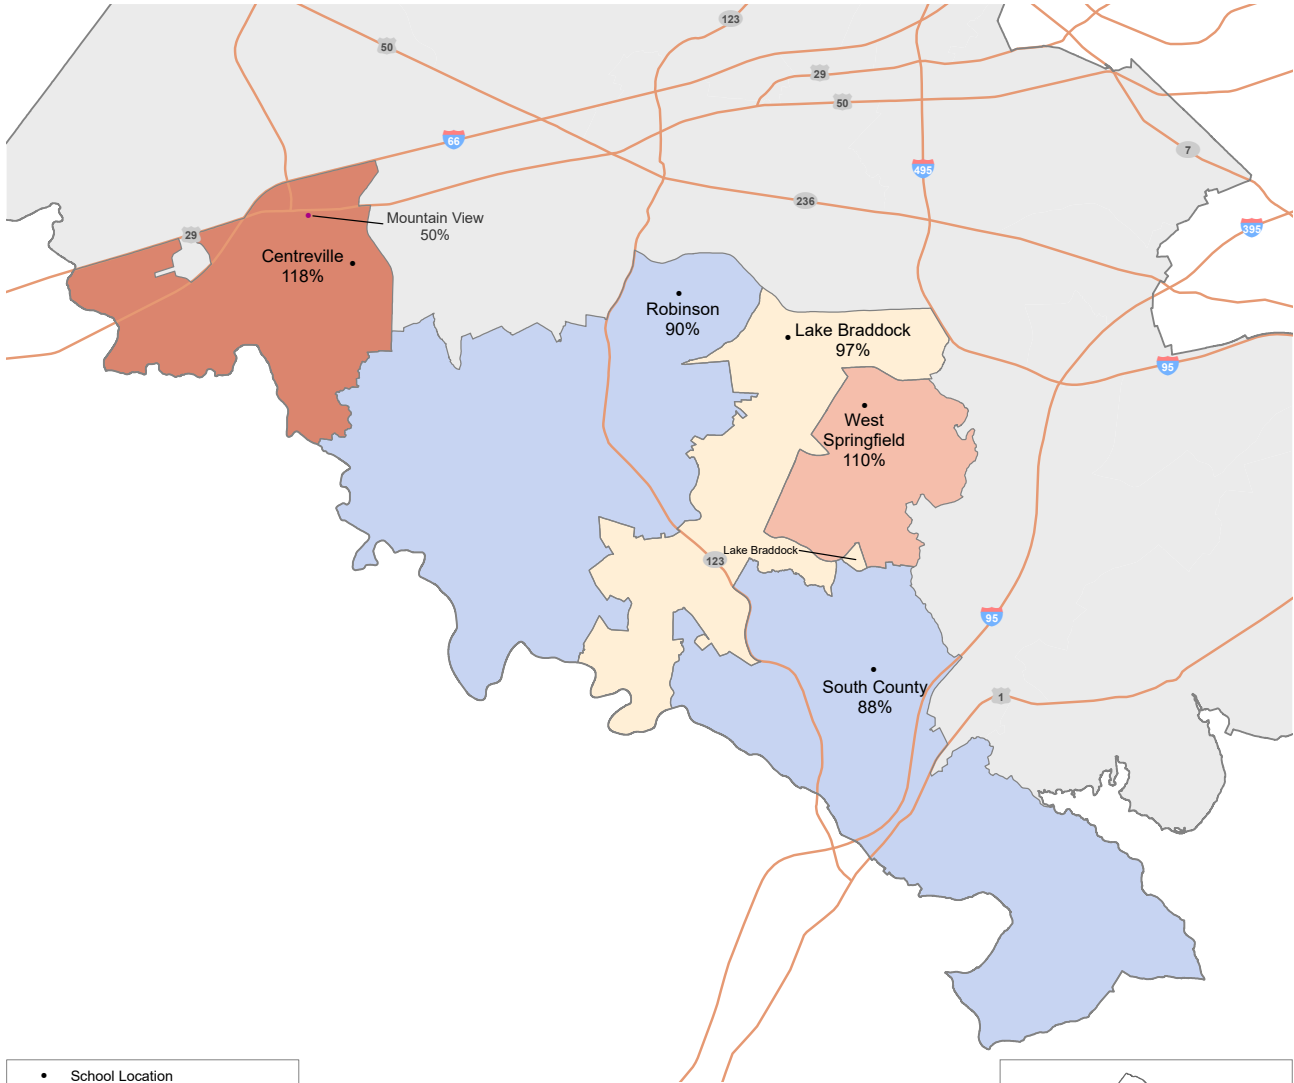 123
50
29
50
66
7
495
236
Mountain View
50%
395
29
Centreville
118%
Robinson
90%
Lake Braddock
97%
95
West
Springfield
110%
Lake Braddock
123
95
South County
88%
1
School Location